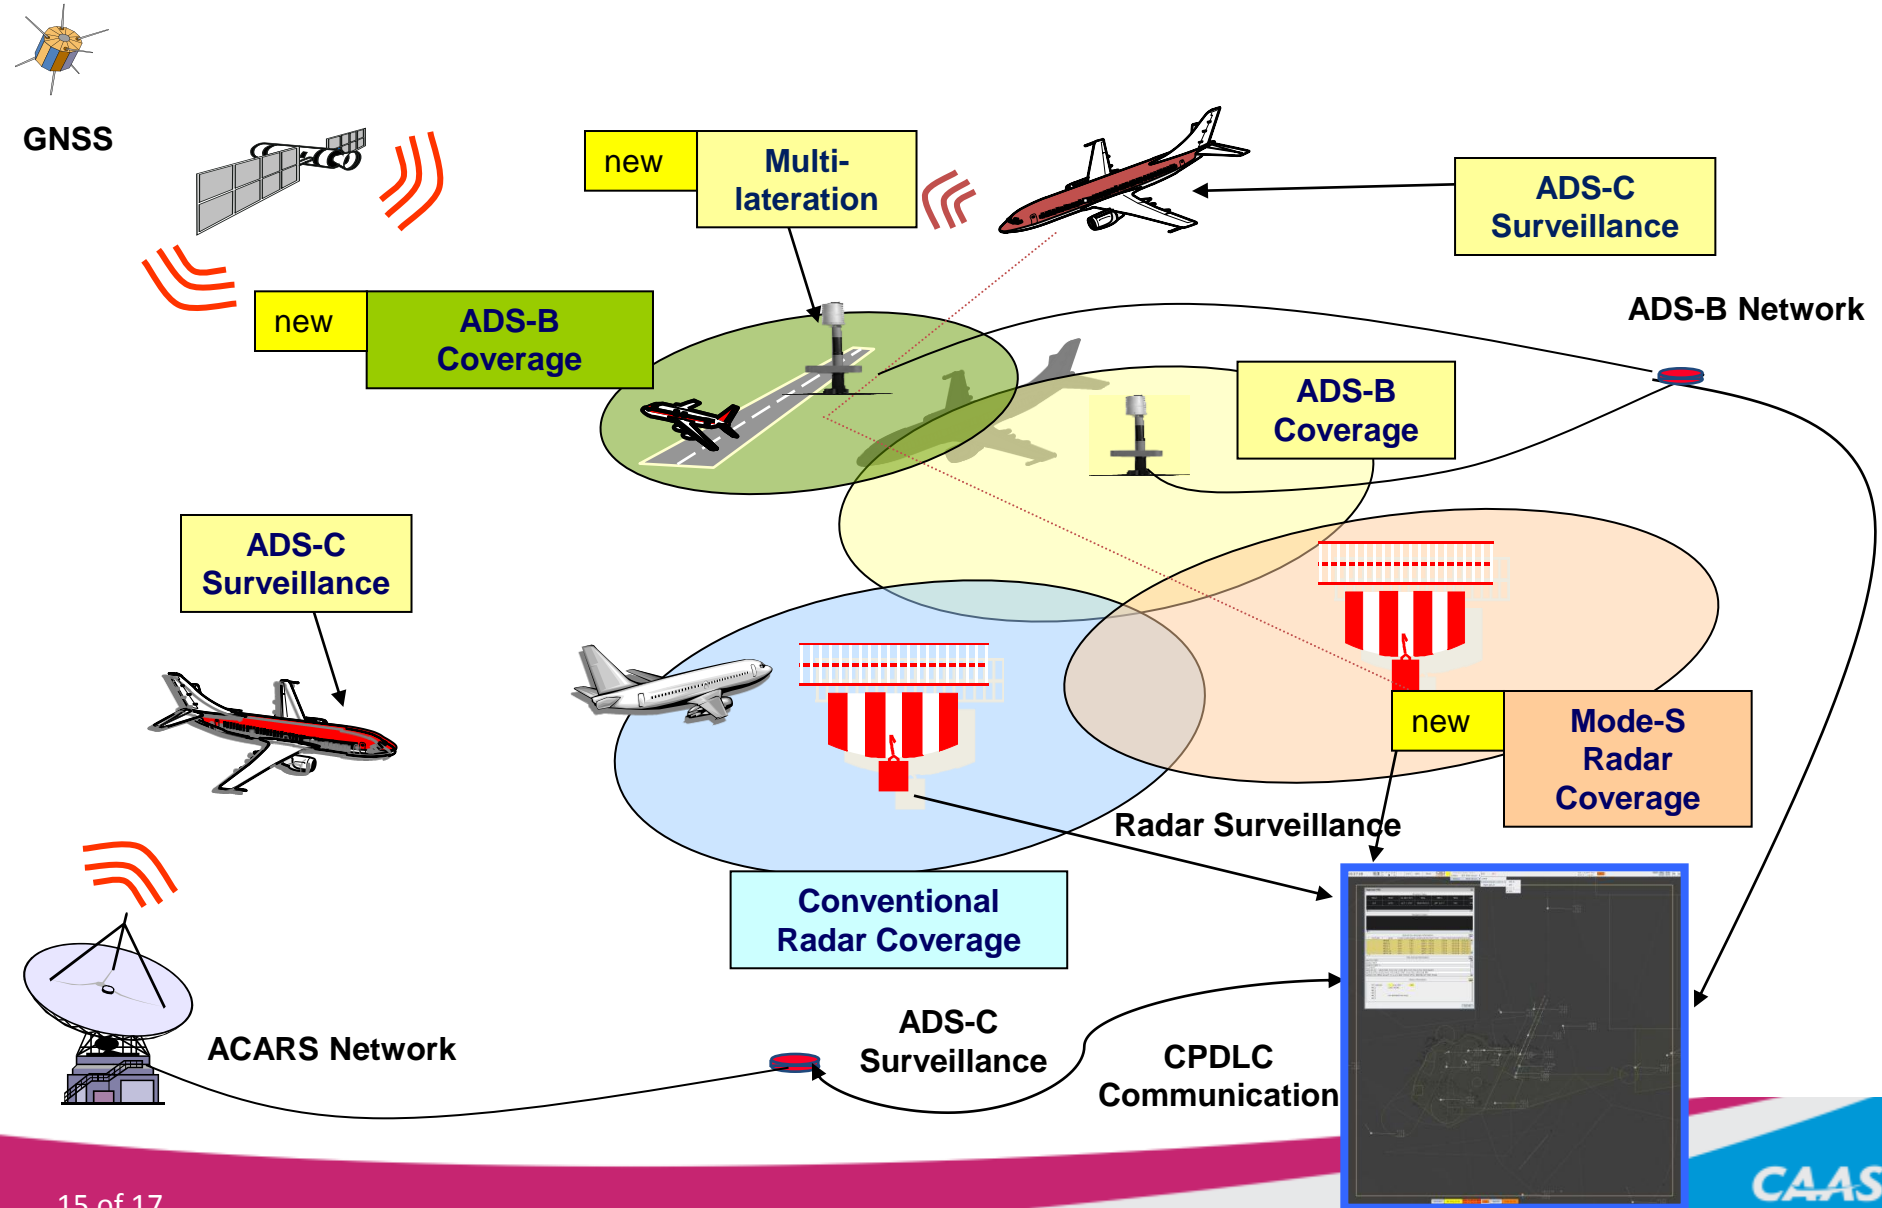 GNSS
new
Multi-
lateration
ADS-C
Surveillance
new
ADS-B
Coverage
ADS-B Network
ADS-B
Coverage
ADS-C
Surveillance
new
Mode-S
Radar
Coverage
Radar Surveillance
Conventional
Radar Coverage
ADS-C
Surveillance
ACARS Network
CPDLC
Communication
CAAS
15 of 17